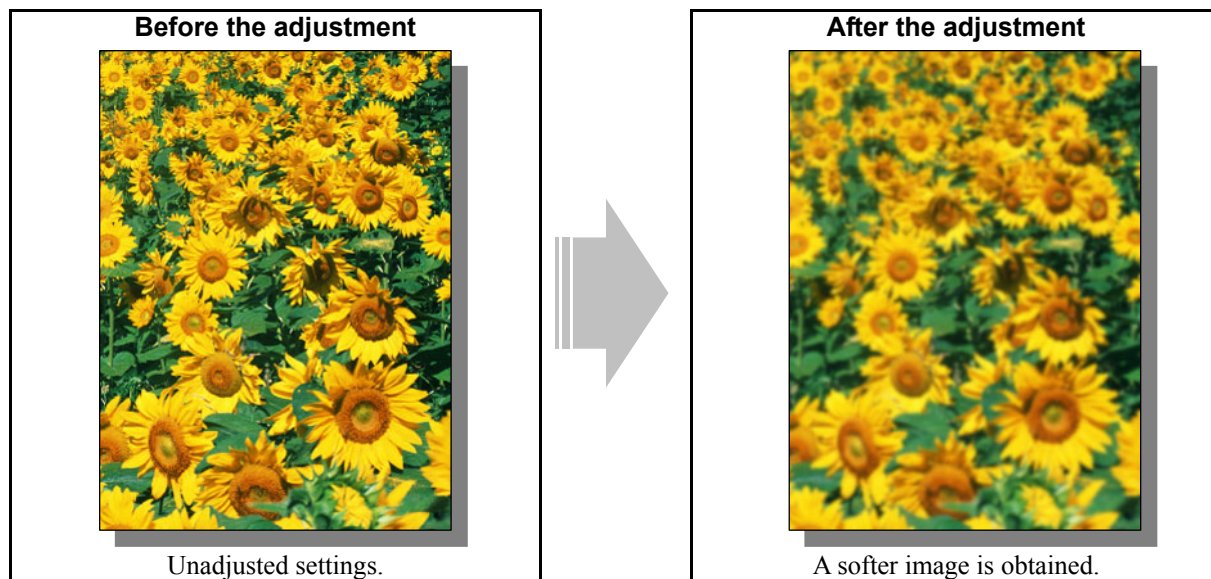 Before the adjustment
Unadjusted settings.
After the adjustment
A softer image is obtained.